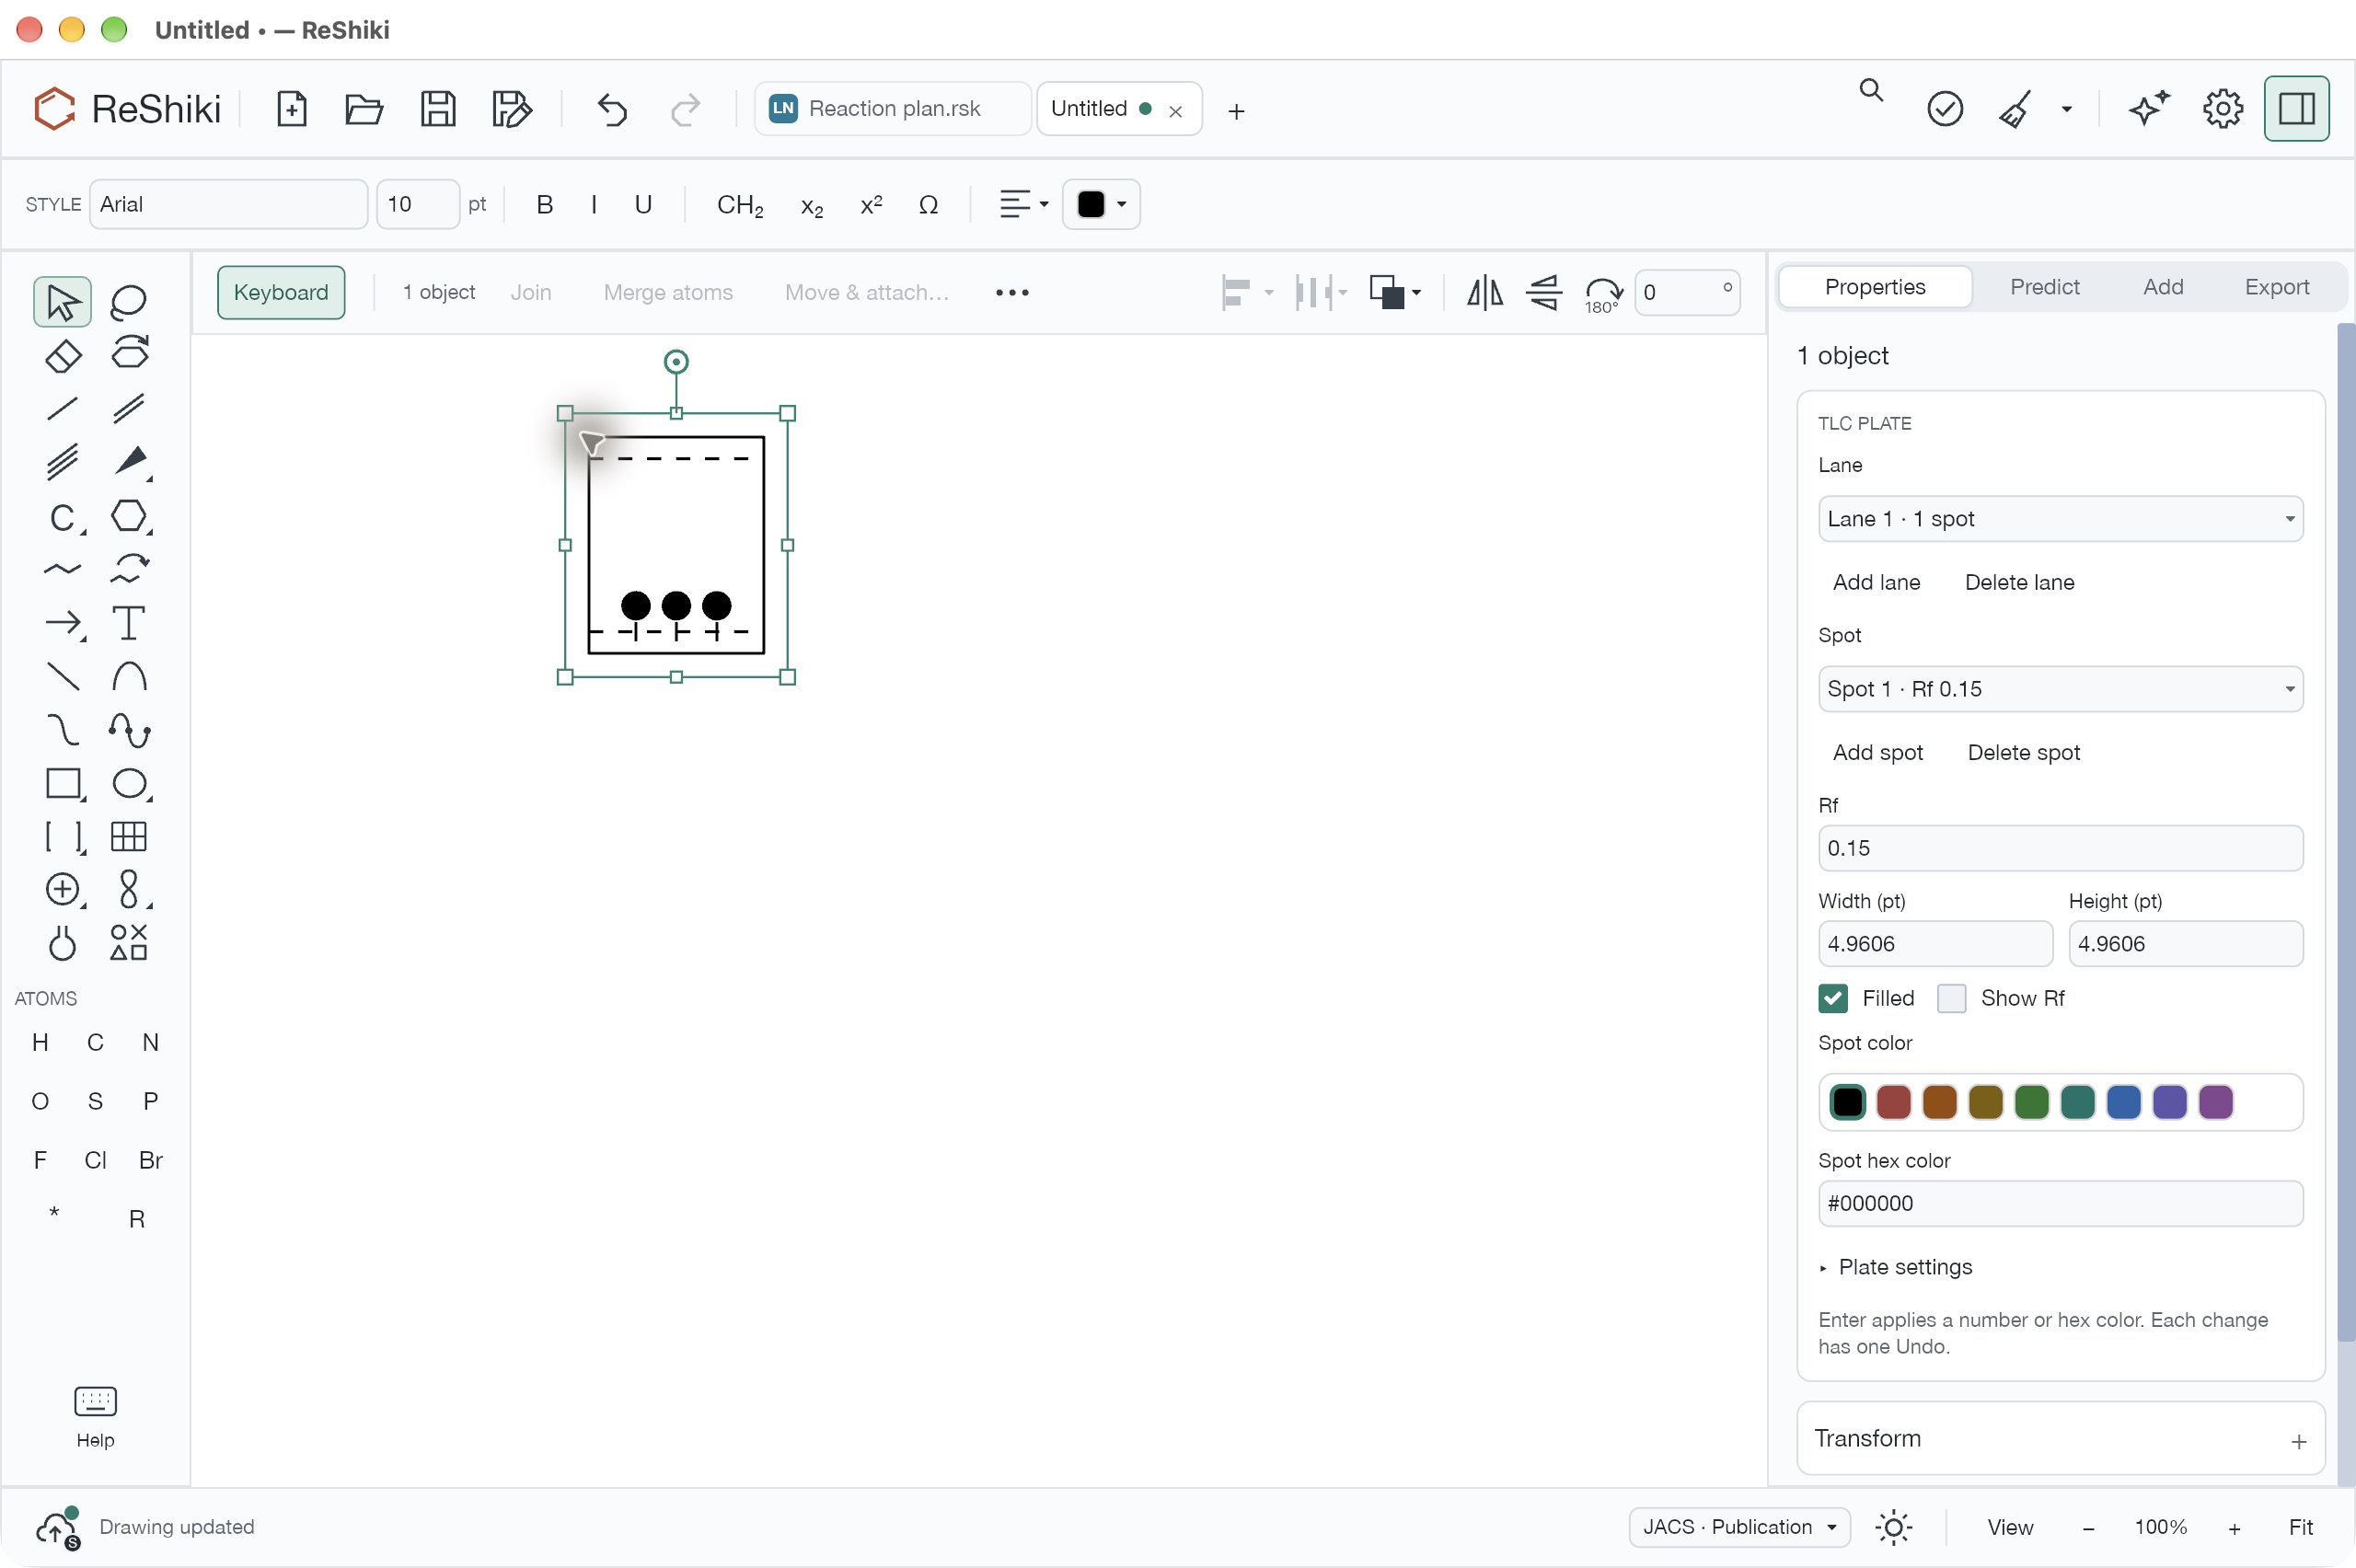 Untitled • — ReShiki
ReShiki
LN Reaction plan.rsk
Untitled
STYLE Arial 10 pt B I U CH₂ x₂ x² Ω
Keyboard 1 object Join Merge atoms Move & attach... 180° 0 °
Properties Predict Add Export
1 object
TLC PLATE
Lane
Lane 1 · 1 spot
Add lane Delete lane
Spot
Spot 1 · Rf 0.15
Add spot Delete spot
Rf
0.15
Width (pt) Height (pt)
4.9606 4.9606
Filled Show Rf
Spot color
Spot hex color
#000000
Plate settings
Enter applies a number or hex color. Each change
has one Undo.
Transform +
C
T
[ ]
ATOMS
H C N
O S P
F Cl Br
* R
Help
S Drawing updated
JACS · Publication View – 100% + Fit